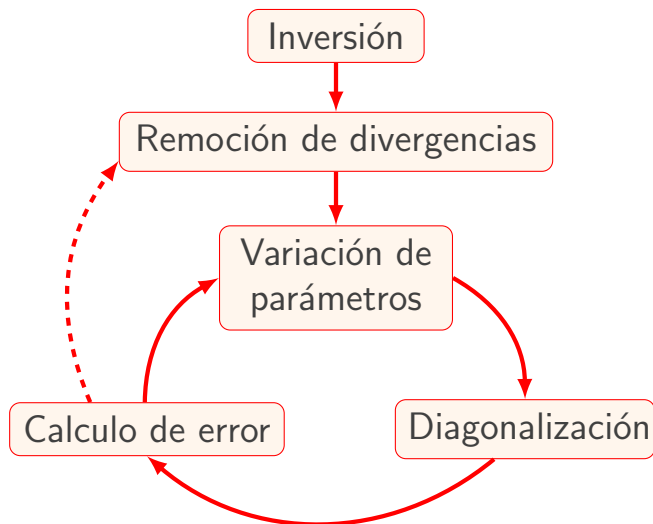 Inversión
Remoción de divergencias
Variación de
parámetros
Calculo de error
Diagonalización